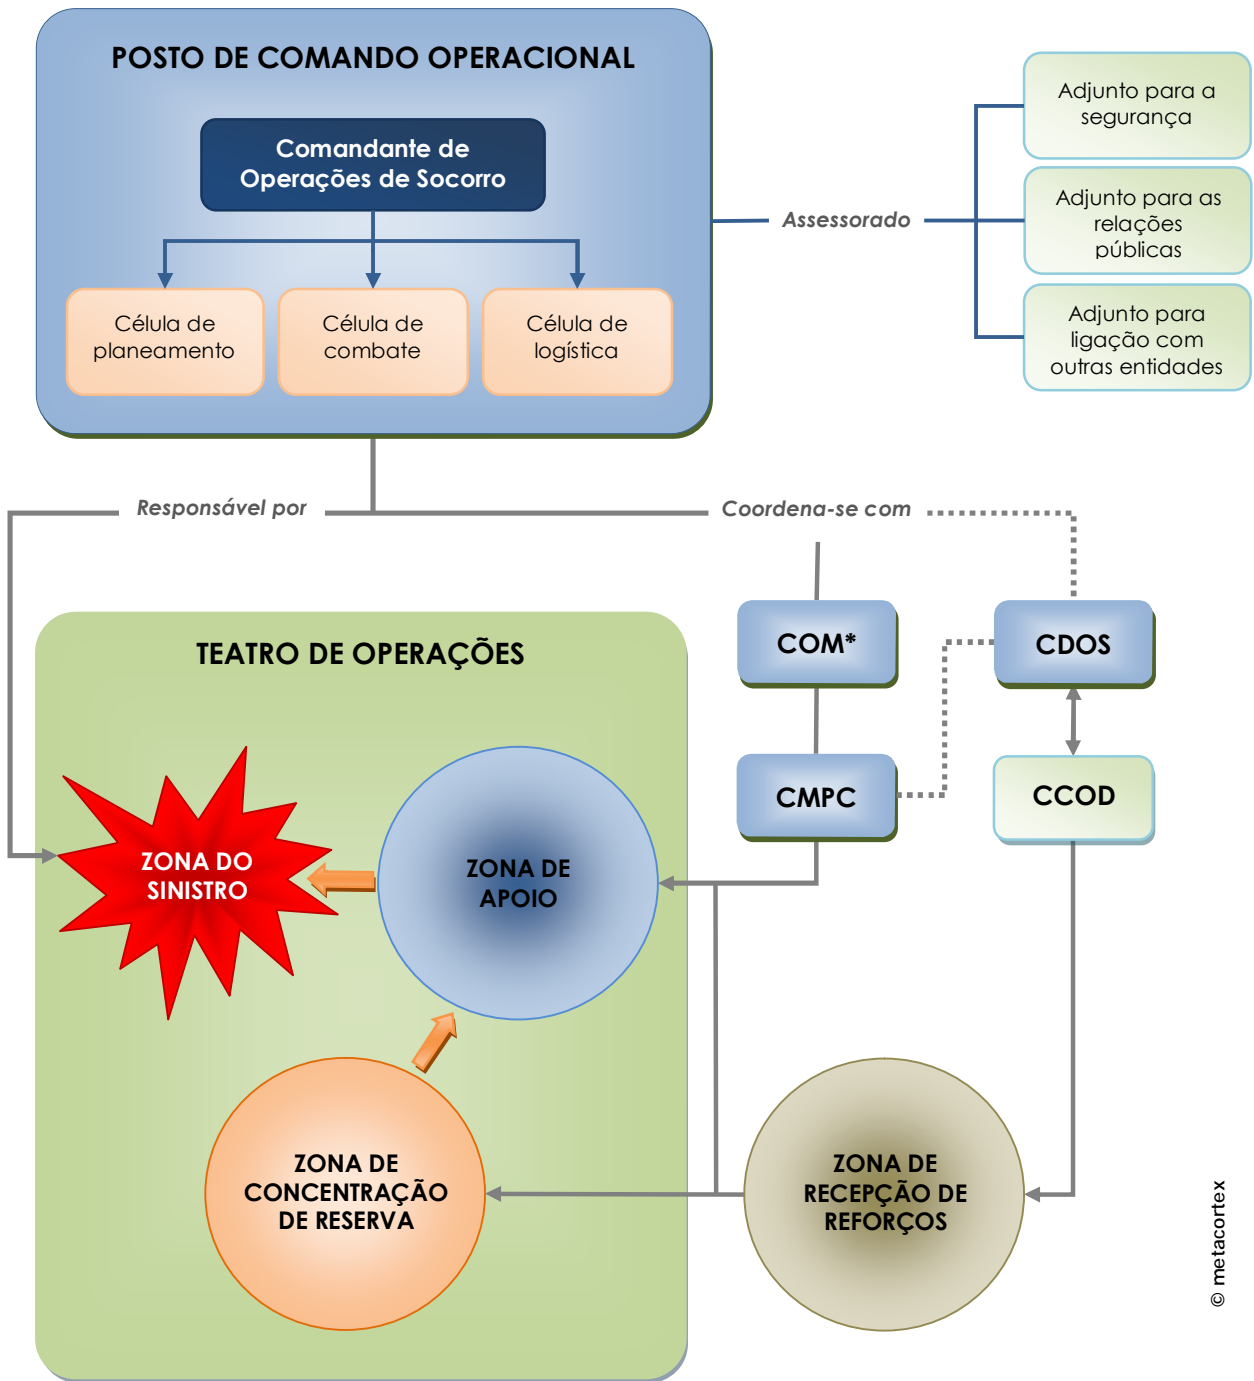 POSTO DE COMANDO OPERACIONAL
Comandante de
Operações de Socorro
Célula de
planeamento
Célula de
combate
Célula de
logística
Assessorado
Adjunto para a
segurança
Adjunto para as
relações
públicas
Adjunto para
ligação com
outras entidades
Responsável por
Coordena-se com
TEATRO DE OPERAÇÕES
COM*
CDOS
CMPC
CCOD
ZONA DO
SINISTRO
ZONA DE
APOIO
ZONA DE
CONCENTRAÇÃO
DE RESERVA
ZONA DE
RECEPÇÃO DE
REFORÇOS
© metacortex